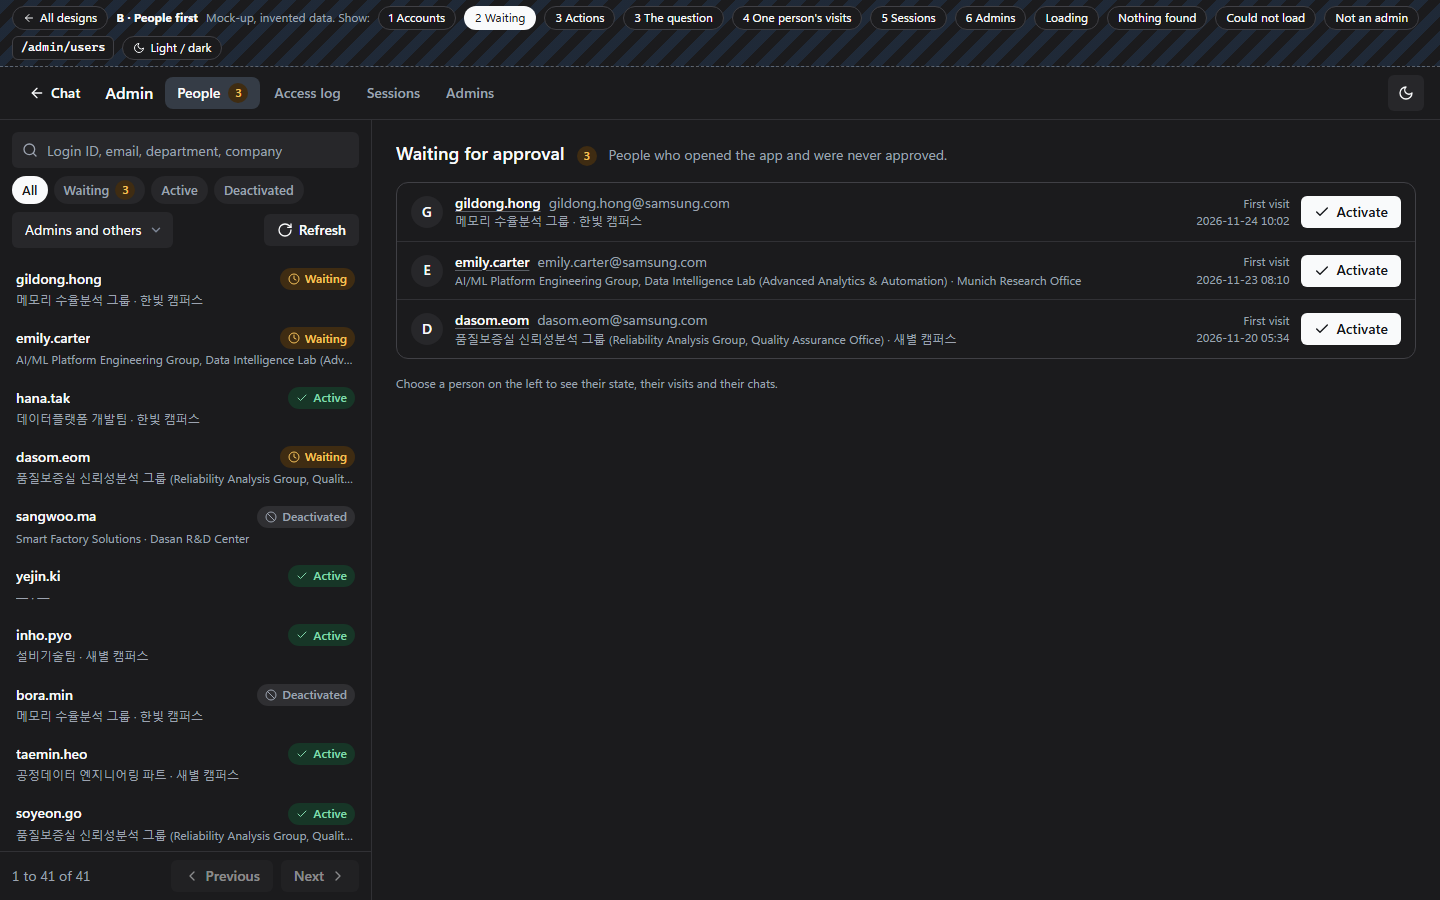 All designs B · People first Mock-up, invented data. Show: 1 Accounts 2 Waiting 3 Actions 3 The question 4 One person's visits 5 Sessions 6 Admins Loading Nothing found Could not load Not an admin
/admin/users Light / dark
Chat Admin People 3 Access log Sessions Admins
Login ID, email, department, company
All Waiting 3 Active Deactivated
Admins and others Refresh
gildong.hong Waiting
메모리 수율분석 그룹 · 한빛 캠퍼스
emily.carter Waiting
AI/ML Platform Engineering Group, Data Intelligence Lab (Adv...
hana.tak Active
데이터플랫폼 개발팀 · 한빛 캠퍼스
dasom.eom Waiting
품질보증실 신뢰성분석 그룹 (Reliability Analysis Group, Qualit...
sangwoo.ma Deactivated
Smart Factory Solutions · Dasan R&D Center
yejin.ki Active
— · —
inho.pyo Active
설비기술팀 · 새별 캠퍼스
bora.min Deactivated
메모리 수율분석 그룹 · 한빛 캠퍼스
taemin.heo Active
공정데이터 엔지니어링 파트 · 새별 캠퍼스
soyeon.go Active
품질보증실 신뢰성분석 그룹 (Reliability Analysis Group, Qualit...
1 to 41 of 41 Previous Next
Waiting for approval 3 People who opened the app and were never approved.
G gildong.hong gildong.hong@samsung.com First visit
메모리 수율분석 그룹 · 한빛 캠퍼스 2026-11-24 10:02 Activate
E emily.carter emily.carter@samsung.com First visit
AI/ML Platform Engineering Group, Data Intelligence Lab (Advanced Analytics & Automation) · Munich Research Office 2026-11-23 08:10 Activate
D dasom.eom dasom.eom@samsung.com First visit
품질보증실 신뢰성분석 그룹 (Reliability Analysis Group, Quality Assurance Office) · 새별 캠퍼스 2026-11-20 05:34 Activate
Choose a person on the left to see their state, their visits and their chats.